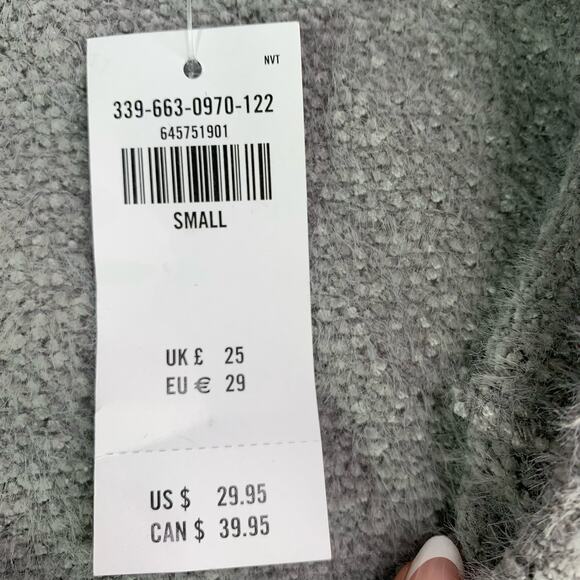 NVT
339-663-0970-122
645751901
SMALL
UK £ 25
EU € 29
US $ 29.95
CAN $ 39.95